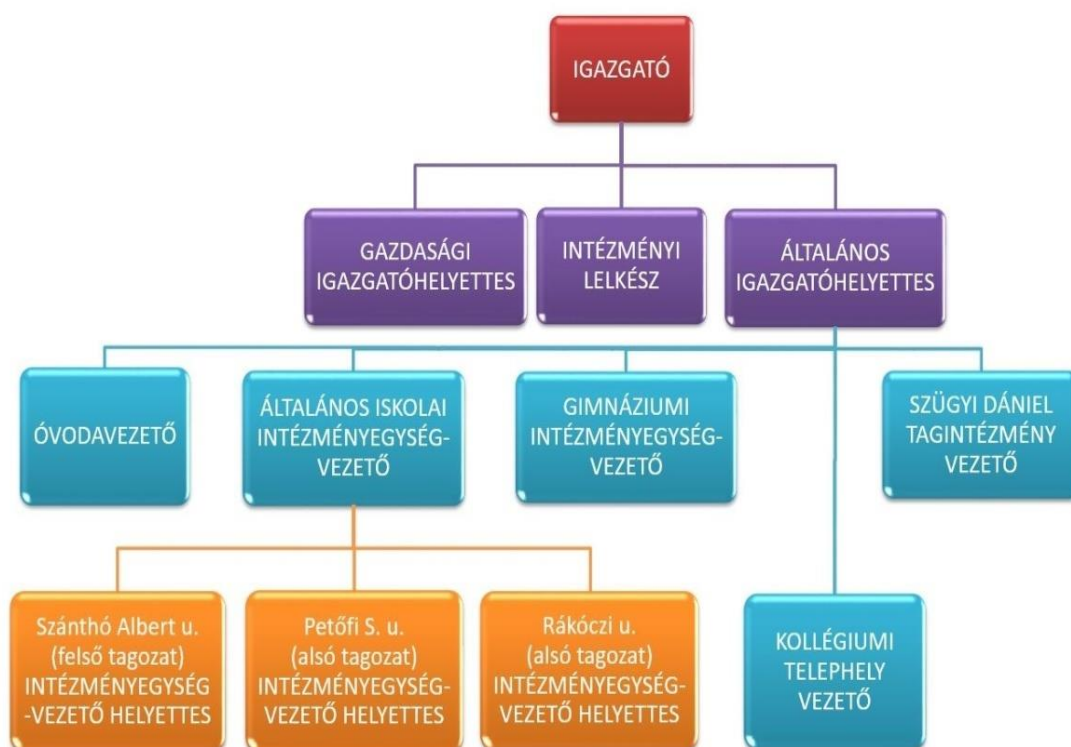 IGAZGATÓ
GAZDASÁGI
IGAZGATÓHELYETTES
INTÉZMÉNYI
LELKÉSZ
ÁLTALÁNOS
IGAZGATÓHELYETTES
ÓVODAVEZETŐ
ÁLTALÁNOS ISKOLAI
INTÉZMÉNYEGYSÉG-
VEZETŐ
GIMNÁZIUMI
INTÉZMÉNYEGYSÉG-
VEZETŐ
SZÜGYI DÁNIEL
TAGINTÉZMÉNY
VEZETŐ
Szánthó Albert u.
(felső tagozat)
INTÉZMÉNYEGYSÉG
-VEZETŐ HELYETTES
Petőfi S. u.
(alsó tagozat)
INTÉZMÉNYEGYSÉG-
VEZETŐ HELYETTES
Rákóczi u.
(alsó tagozat)
INTÉZMÉNYEGYSÉG-
VEZETŐ HELYETTES
KOLLÉGIUMI
TELEPHELY
VEZETŐ